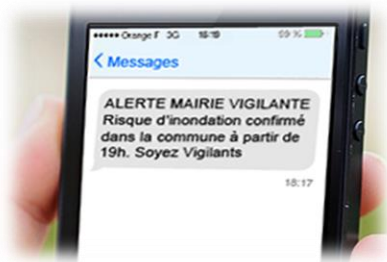 Orange F 3G 18:19 59 %
Messages
ALERTE MAIRIE VIGILANTE
Risque d'inondation confirmé
dans la commune à partir de
19h. Soyez Vigilants
18:17